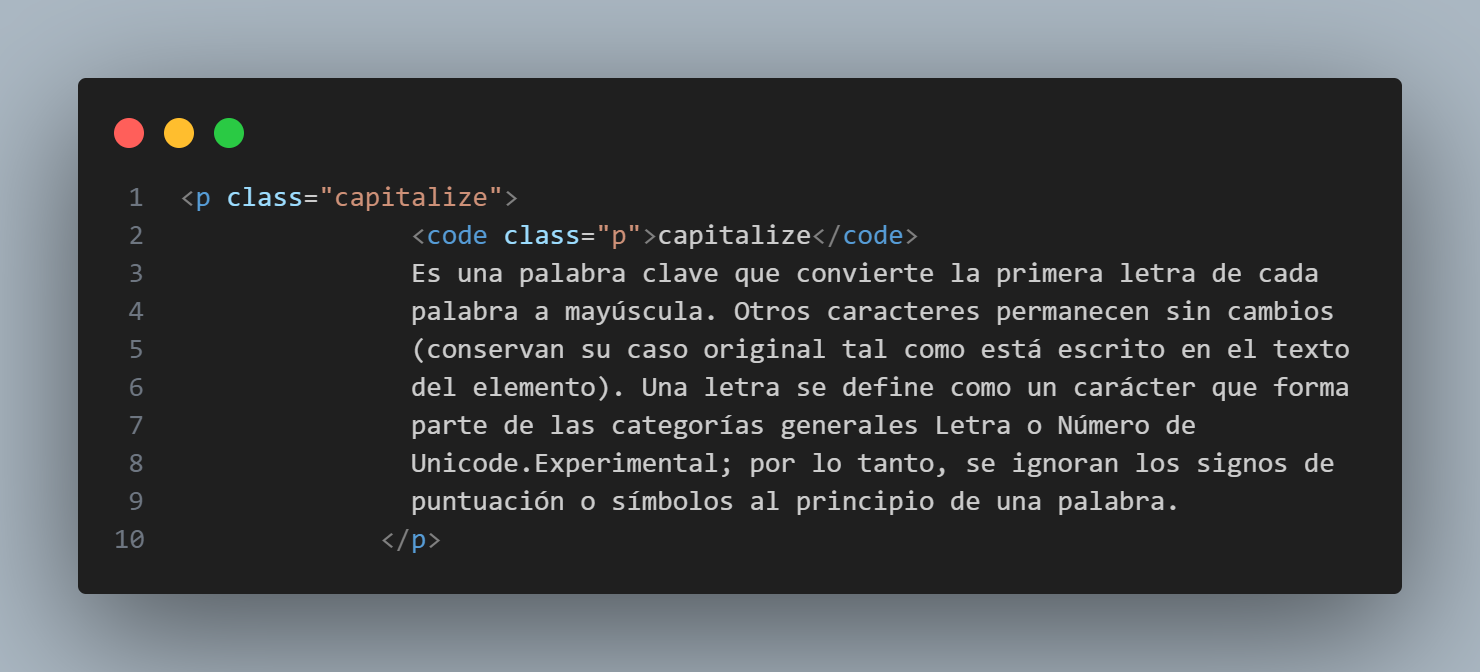 1 <p class="capitalize">
2 <code class="p">capitalize</code>
3 Es una palabra clave que convierte la primera letra de cada
4 palabra a mayúscula. Otros caracteres permanecen sin cambios
5 (conservan su caso original tal como está escrito en el texto
6 del elemento). Una letra se define como un carácter que forma
7 parte de las categorías generales Letra o Número de
8 Unicode.Experimental; por lo tanto, se ignoran los signos de
9 puntuación o símbolos al principio de una palabra.
10 </p>